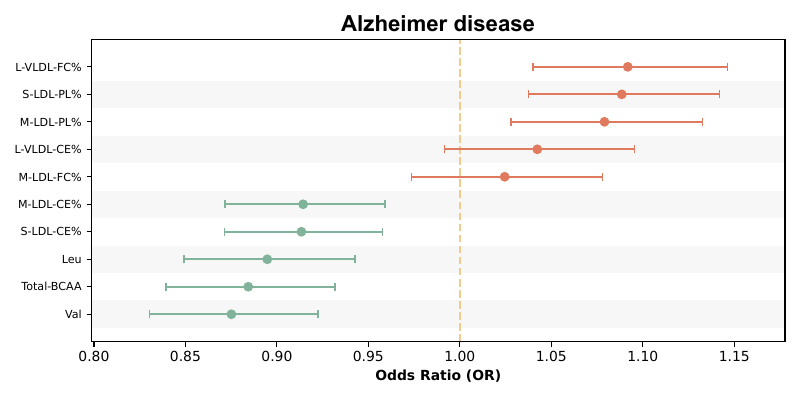 Alzheimer disease
L-VLDL-FC%
S-LDL-PL%
M-LDL-PL%
L-VLDL-CE%
M-LDL-FC%
M-LDL-CE%
S-LDL-CE%
Leu
Total-BCAA
Val
0.80 0.85 0.90 0.95 1.00 1.05 1.10 1.15
Odds Ratio (OR)